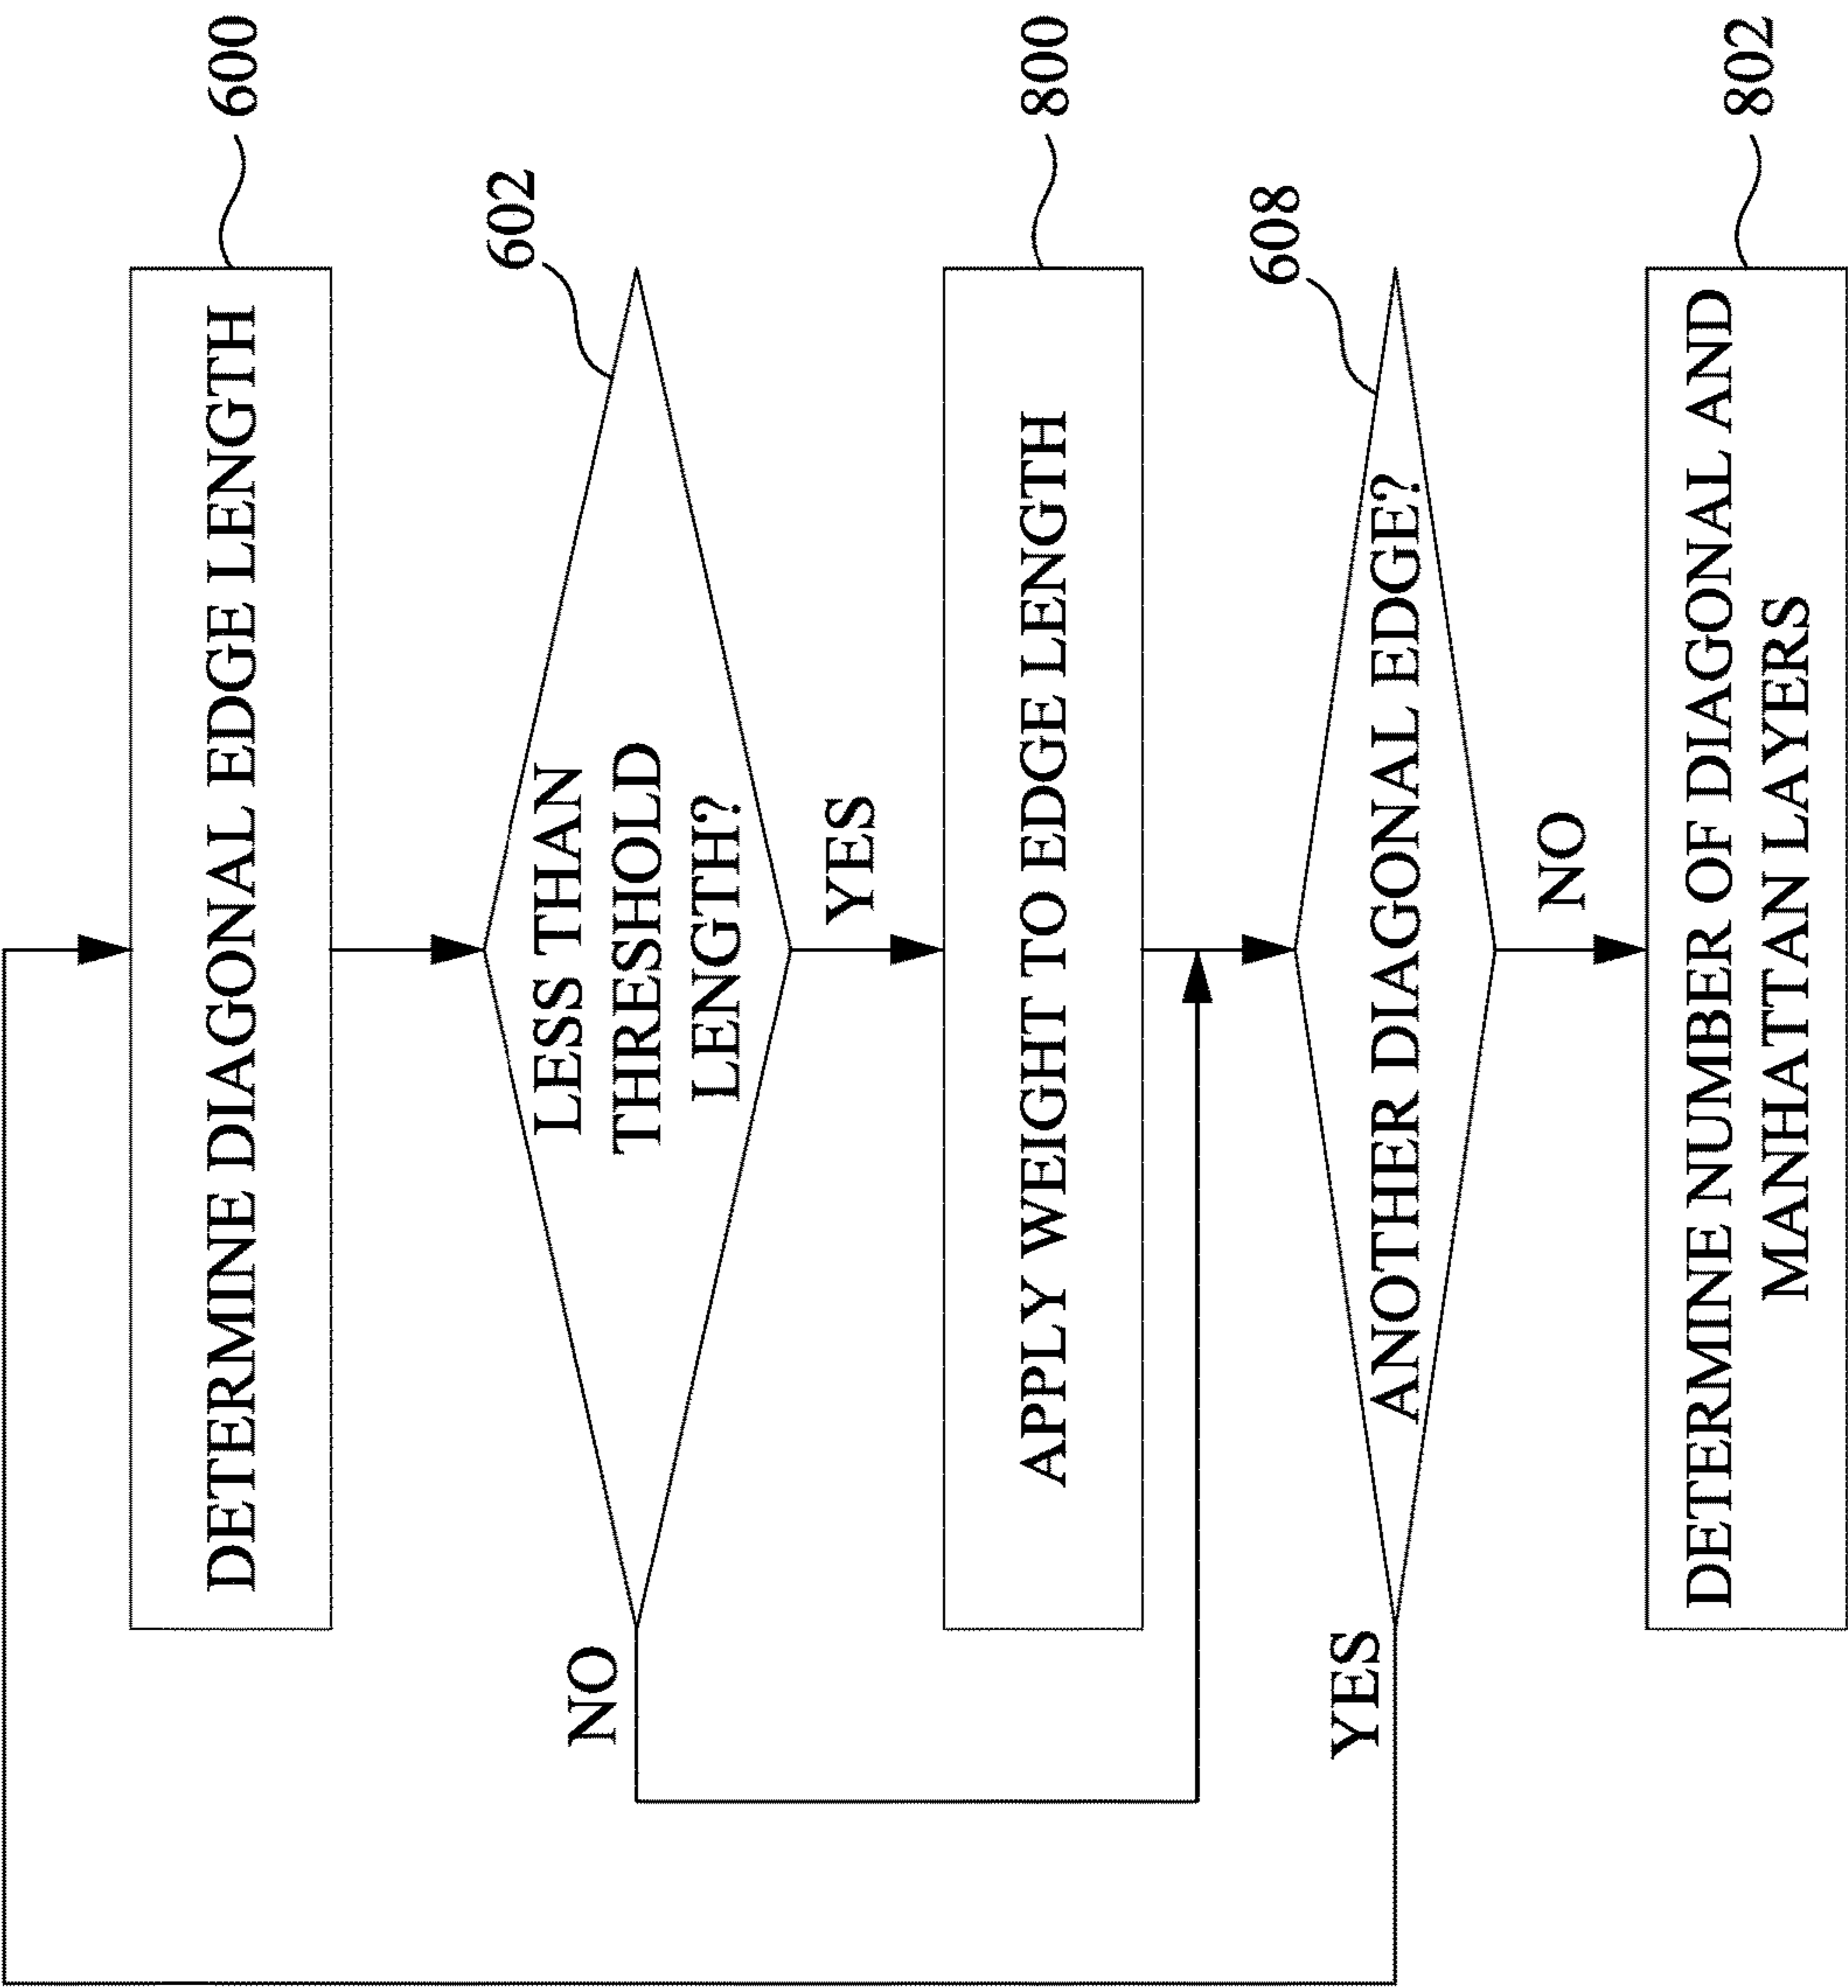 600
DETERMINE DIAGONAL EDGE LENGTH
602
LESS THAN
THRESHOLD
LENGTH?
NO
YES
800
APPLY WEIGHT TO EDGE LENGTH
608
ANOTHER DIAGONAL EDGE?
YES
NO
802
DETERMINE NUMBER OF DIAGONAL AND
MANHATTAN LAYERS